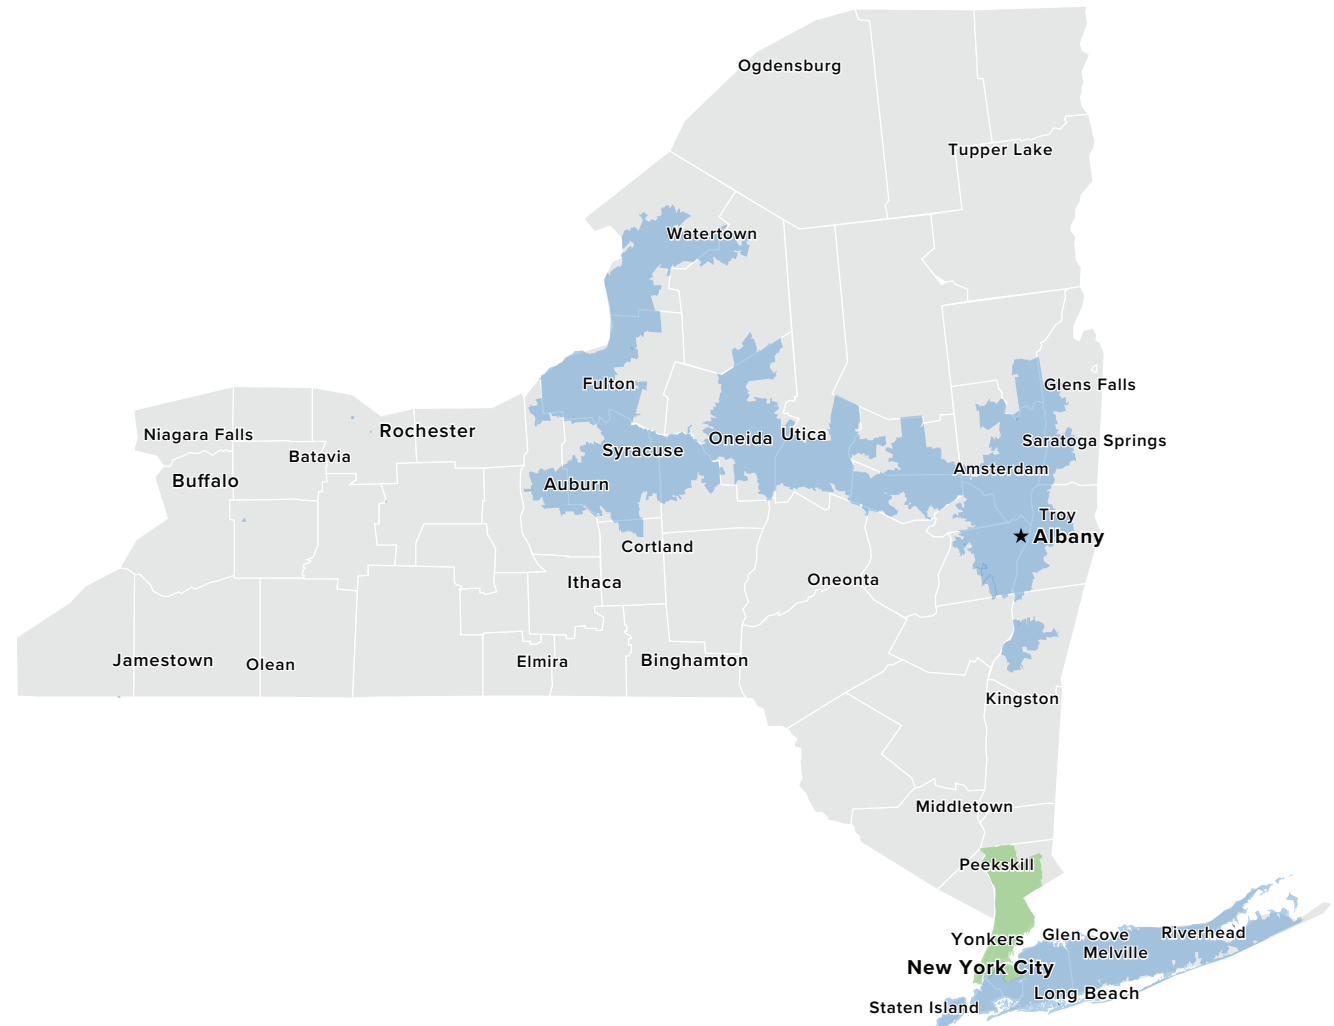 Ogdensburg
Tupper Lake
Watertown
Fulton
Glens Falls
Niagara Falls
Rochester
Oneida
Utica
Saratoga Springs
Batavia
Syracuse
Amsterdam
Buffalo
Auburn
Troy
Albany
Cortland
Ithaca
Oneonta
Jamestown
Olean
Elmira
Binghamton
Kingston
Middletown
Peekskill
Yonkers
Glen Cove
Riverhead
Melville
New York City
Long Beach
Staten Island